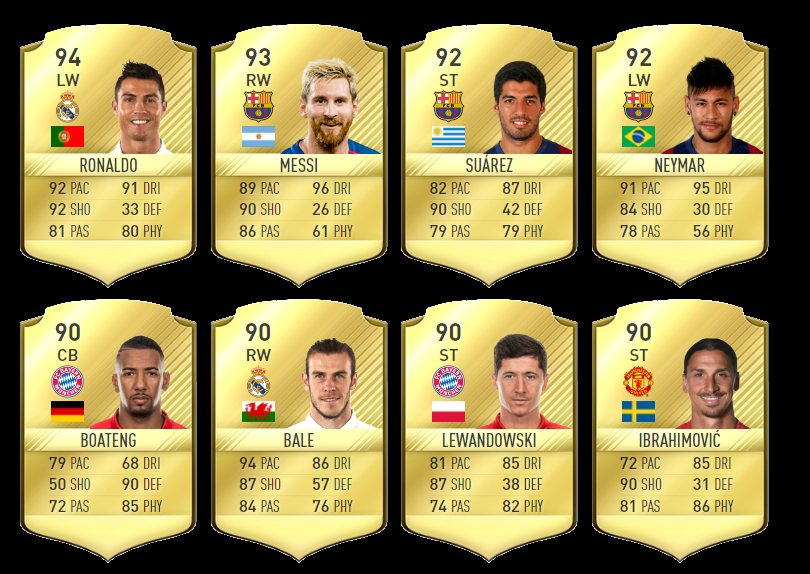 94
LW
RONALDO
92 PAC 91 DRI
92 SHO 33 DEF
81 PAS 80 PHY
93
RW
MESSI
89 PAC 96 DRI
90 SHO 26 DEF
86 PAS 61 PHY
92
ST
SUÁREZ
82 PAC 87 DRI
90 SHO 42 DEF
79 PAS 79 PHY
92
LW
NEYMAR
91 PAC 95 DRI
84 SHO 30 DEF
78 PAS 56 PHY
90
CB
BOATENG
79 PAC 68 DRI
50 SHO 90 DEF
72 PAS 85 PHY
90
RW
BALE
94 PAC 86 DRI
87 SHO 57 DEF
84 PAS 76 PHY
90
ST
LEWANDOWSKI
81 PAC 85 DRI
87 SHO 38 DEF
74 PAS 82 PHY
90
ST
IBRAHIMOVIĆ
72 PAC 85 DRI
90 SHO 31 DEF
81 PAS 86 PHY